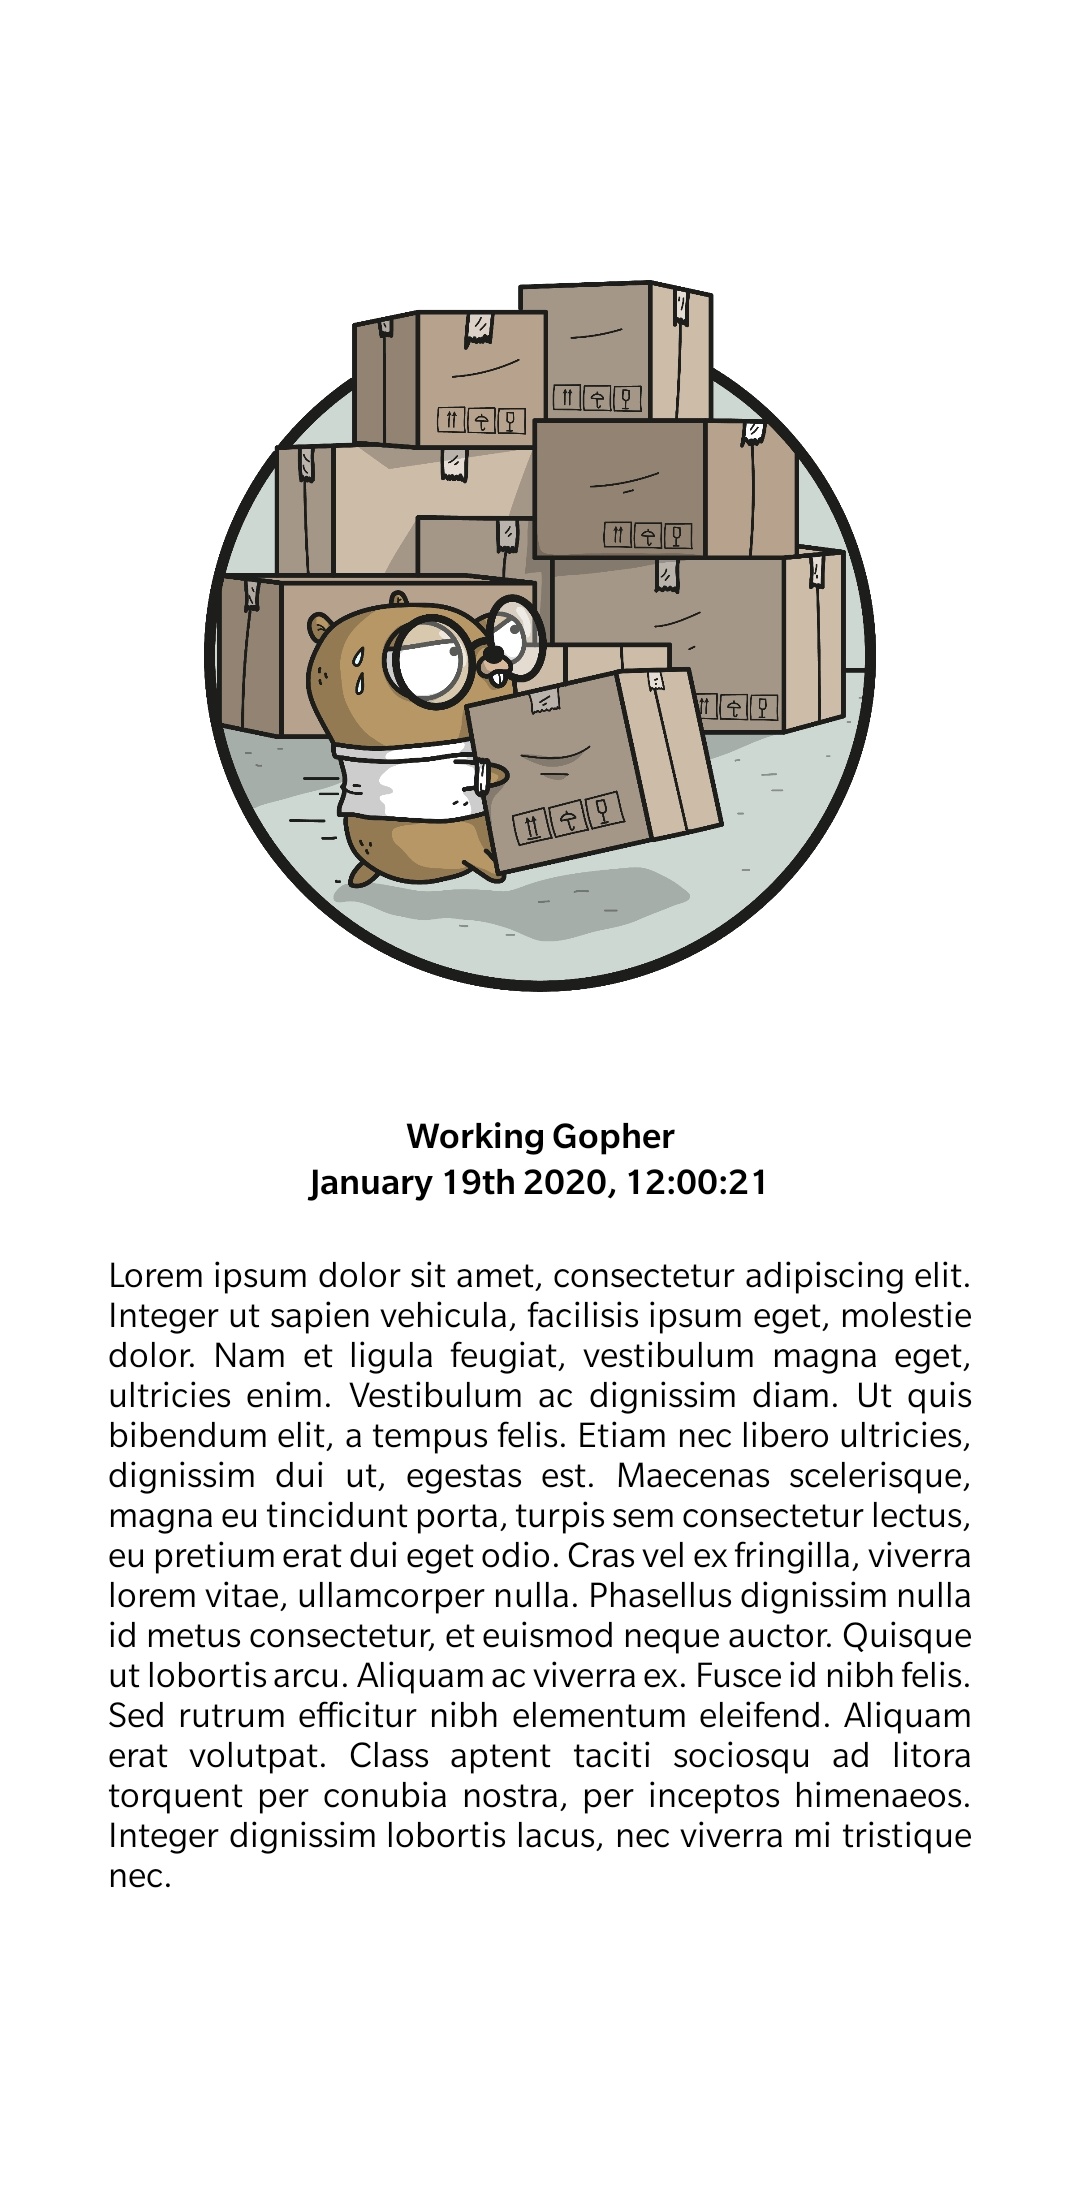 Working Gopher
January 19th 2020, 12:00:21
Lorem ipsum dolor sit amet, consectetur adipiscing elit.
Integer ut sapien vehicula, facilisis ipsum eget, molestie
dolor. Nam et ligula feugiat, vestibulum magna eget,
ultricies enim. Vestibulum ac dignissim diam. Ut quis
bibendum elit, a tempus felis. Etiam nec libero ultricies,
dignissim dui ut, egestas est. Maecenas scelerisque,
magna eu tincidunt porta, turpis sem consectetur lectus,
eu pretium erat dui eget odio. Cras vel ex fringilla, viverra
lorem vitae, ullamcorper nulla. Phasellus dignissim nulla
id metus consectetur, et euismod neque auctor. Quisque
ut lobortis arcu. Aliquam ac viverra ex. Fusce id nibh felis.
Sed rutrum efficitur nibh elementum eleifend. Aliquam
erat volutpat. Class aptent taciti sociosqu ad litora
torquent per conubia nostra, per inceptos himenaeos.
Integer dignissim lobortis lacus, nec viverra mi tristique
nec.